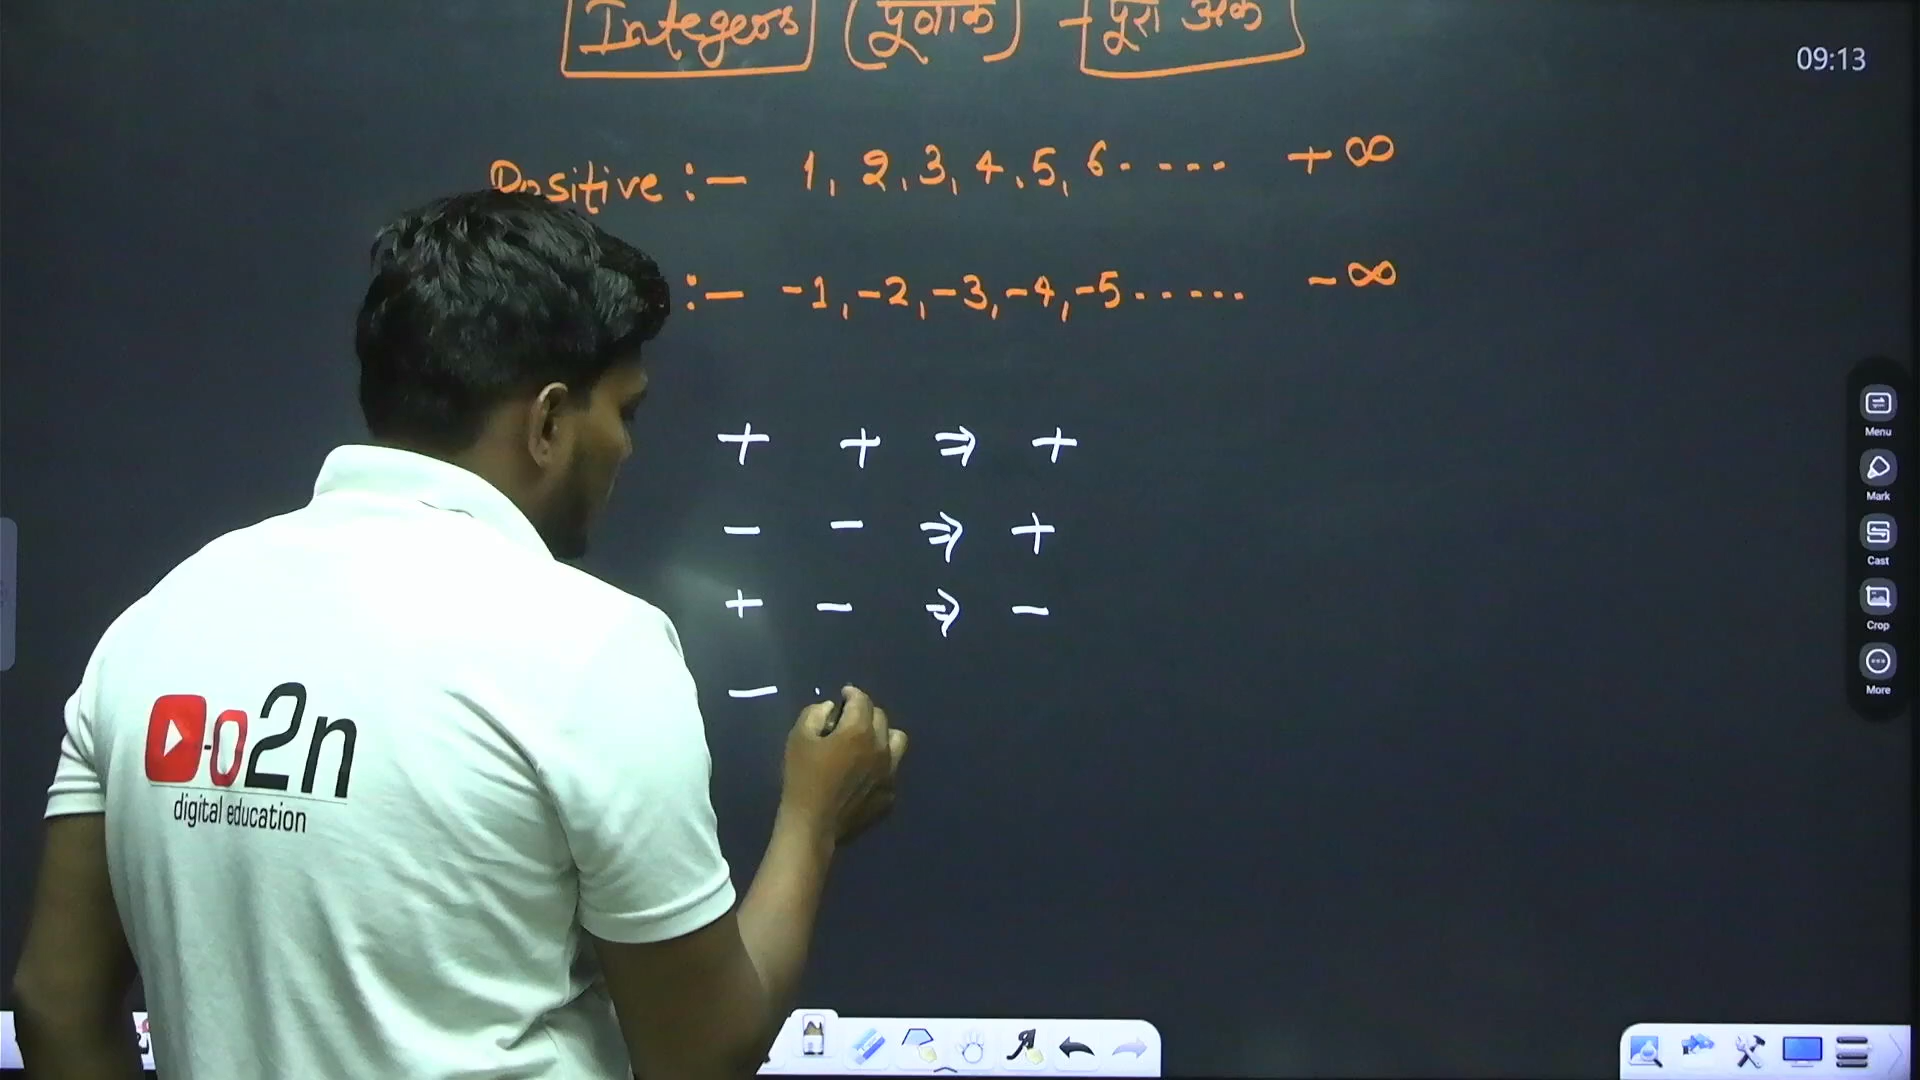 Integers (पूर्णांक) → पूरा अंक
09:13
Positive :- 1, 2, 3, 4, 5, 6 . . . . . +∞
:- -1, -2, -3, -4, -5 . . . . . . -∞
+ + ⇒ +
- - ⇒ +
+ - ⇒ -
-
o2n
digital education
Menu
Mark
Cast
Crop
More